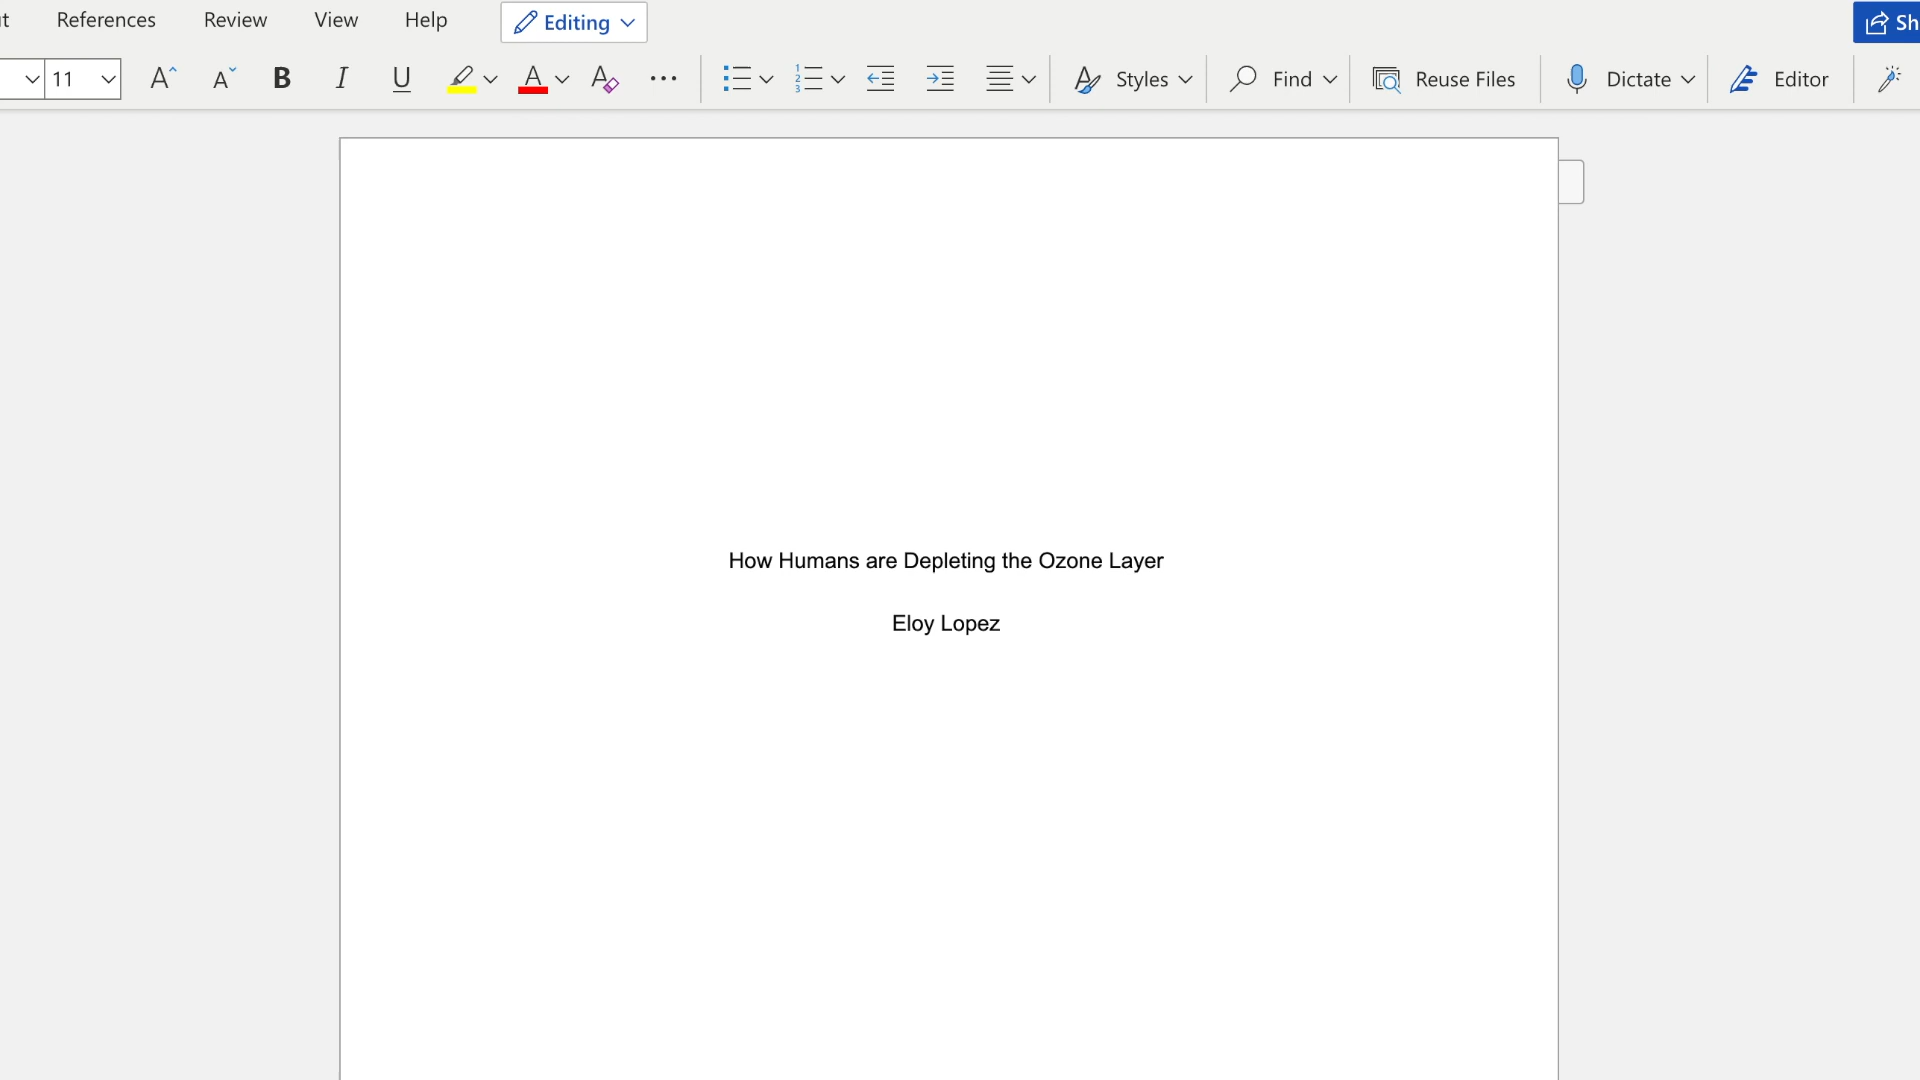 References Review View Help Editing
11 A A B I U A A Styles Find Reuse Files Dictate Editor
How Humans are Depleting the Ozone Layer
Eloy Lopez